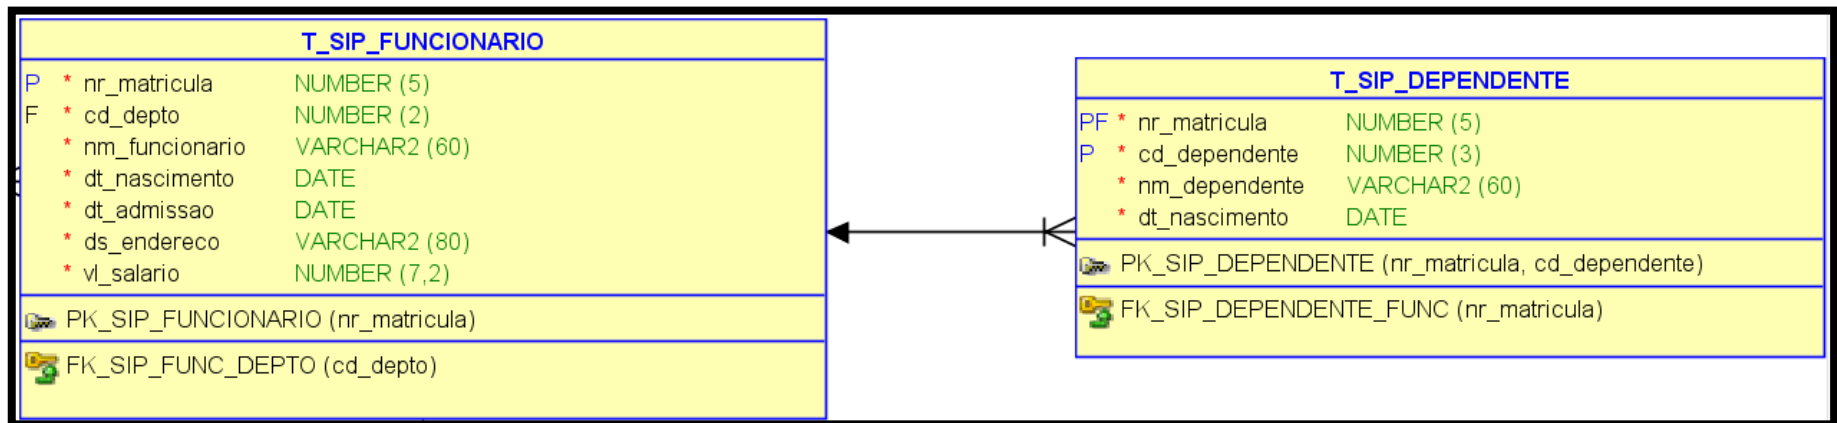 T_SIP_FUNCIONARIO
P * nr_matricula NUMBER (5)
F * cd_depto NUMBER (2)
* nm_funcionario VARCHAR2 (60)
* dt_nascimento DATE
* dt_admissao DATE
* ds_endereco VARCHAR2 (80)
* vl_salario NUMBER (7,2)
PK_SIP_FUNCIONARIO (nr_matricula)
FK_SIP_FUNC_DEPTO (cd_depto)
T_SIP_DEPENDENTE
PF * nr_matricula NUMBER (5)
P * cd_dependente NUMBER (3)
* nm_dependente VARCHAR2 (60)
* dt_nascimento DATE
PK_SIP_DEPENDENTE (nr_matricula, cd_dependente)
FK_SIP_DEPENDENTE_FUNC (nr_matricula)